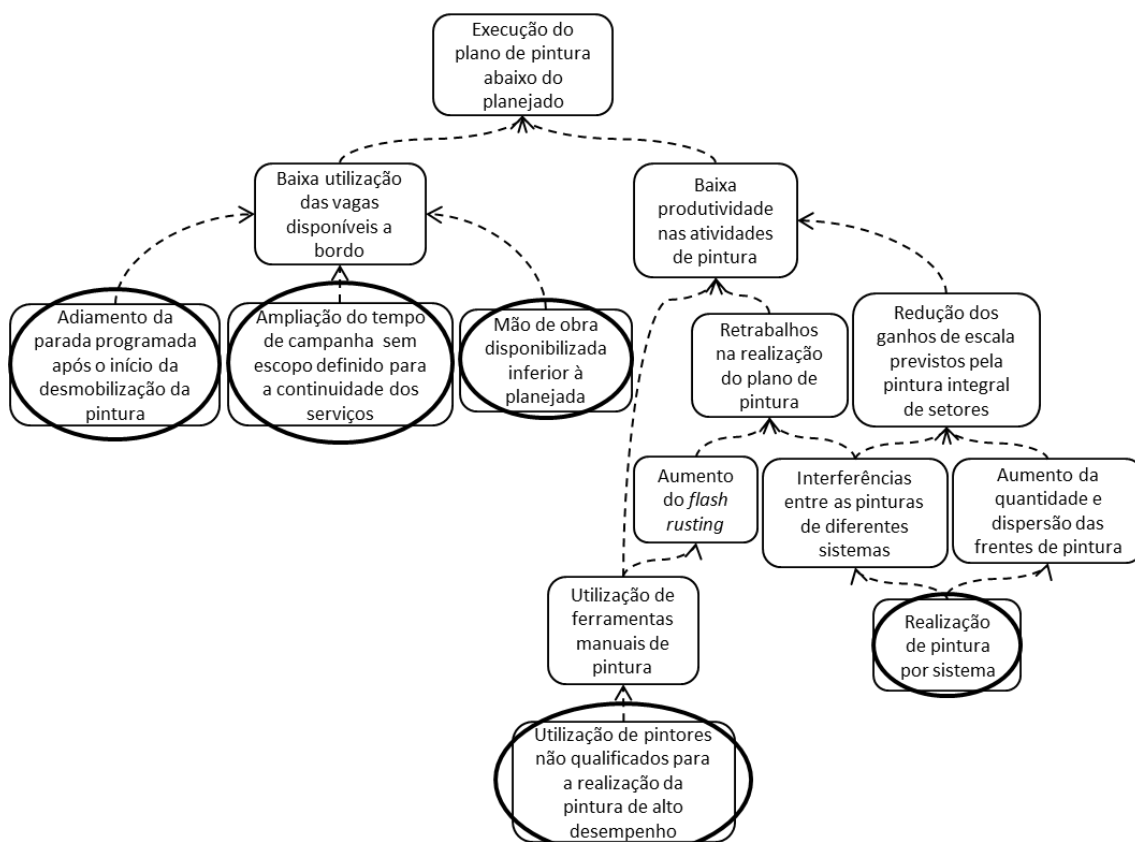 Execução do
plano de pintura
abaixo do
planejado
Baixa utilização
das vagas
disponíveis a
bordo
Baixa
produtividade
nas atividades
de pintura
Adiamento da
parada programada
após o início da
desmobilização da
pintura
Ampliação do tempo
de campanha sem
escopo definido para
a continuidade dos
serviços
Mão de obra
disponibilizada
inferior à
planejada
Retrabalhos
na realização
do plano de
pintura
Redução dos
ganhos de escala
previstos pela
pintura integral
de setores
Aumento
do flash
rusting
Interferências
entre as pinturas
de diferentes
sistemas
Aumento da
quantidade e
dispersão das
frentes de pintura
Utilização de
ferramentas
manuais de
pintura
Realização
de pintura
por sistema
Utilização de pintores
não qualificados para
a realização da
pintura de alto
desempenho